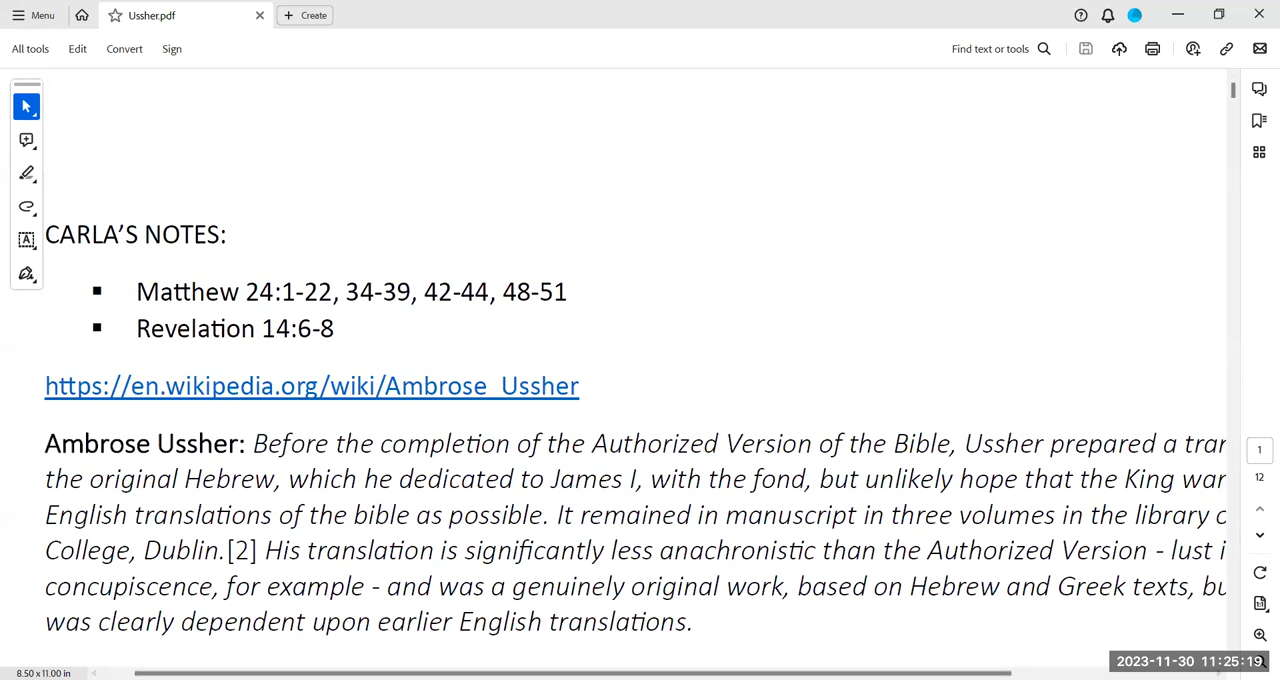 Menu
Ussher.pdf
Create
All tools
Edit
Convert
Sign
Find text or tools
CARLA'S NOTES:
▪ Matthew 24:1-22, 34-39, 42-44, 48-51
▪ Revelation 14:6-8
https://en.wikipedia.org/wiki/Ambrose_Ussher
Ambrose Ussher: Before the completion of the Authorized Version of the Bible, Ussher prepared a tran
the original Hebrew, which he dedicated to James I, with the fond, but unlikely hope that the King wan
English translations of the bible as possible. It remained in manuscript in three volumes in the library o
College, Dublin.[2] His translation is significantly less anachronistic than the Authorized Version - lust i
concupiscence, for example - and was a genuinely original work, based on Hebrew and Greek texts, bu
was clearly dependent upon earlier English translations.
1
12
8.50 x 11.00 in
2023-11-30 11:25:19